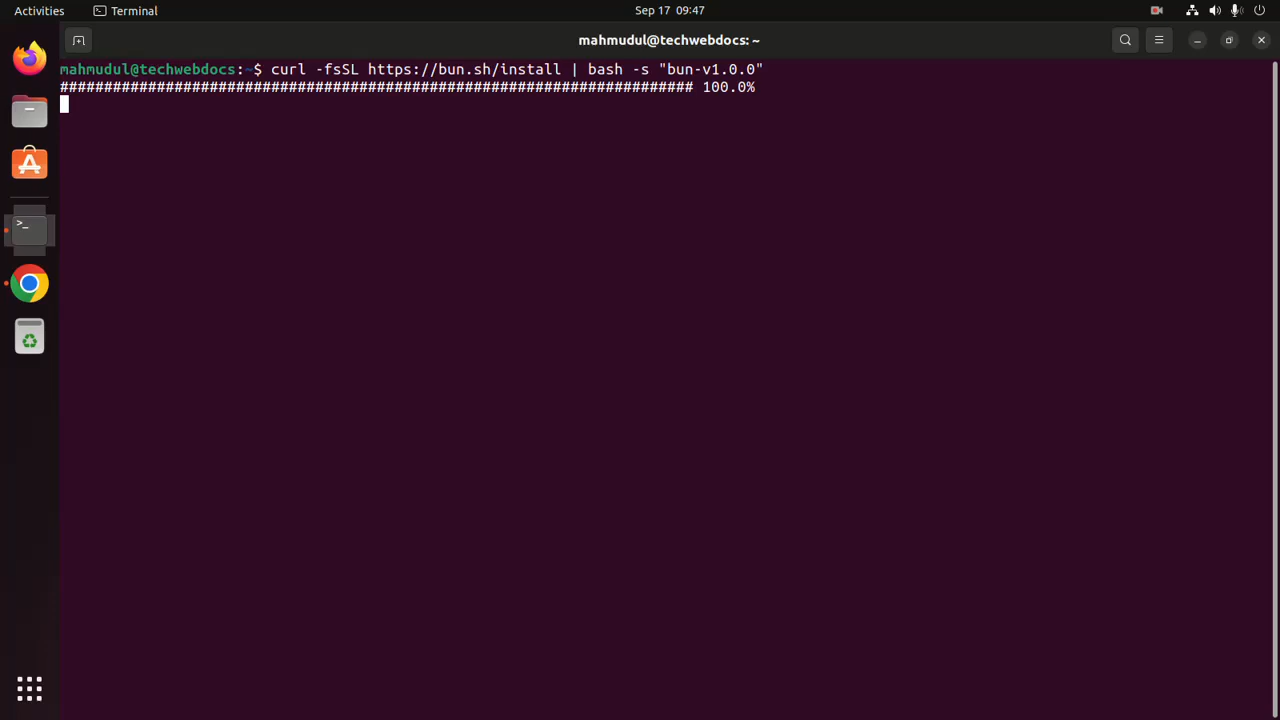 Activities
Terminal
Sep 17 09:47
mahmudul@techwebdocs: ~
mahmudul@techwebdocs:~$ curl -fsSL https://bun.sh/install | bash -s "bun-v1.0.0"
######################################################################## 100.0%